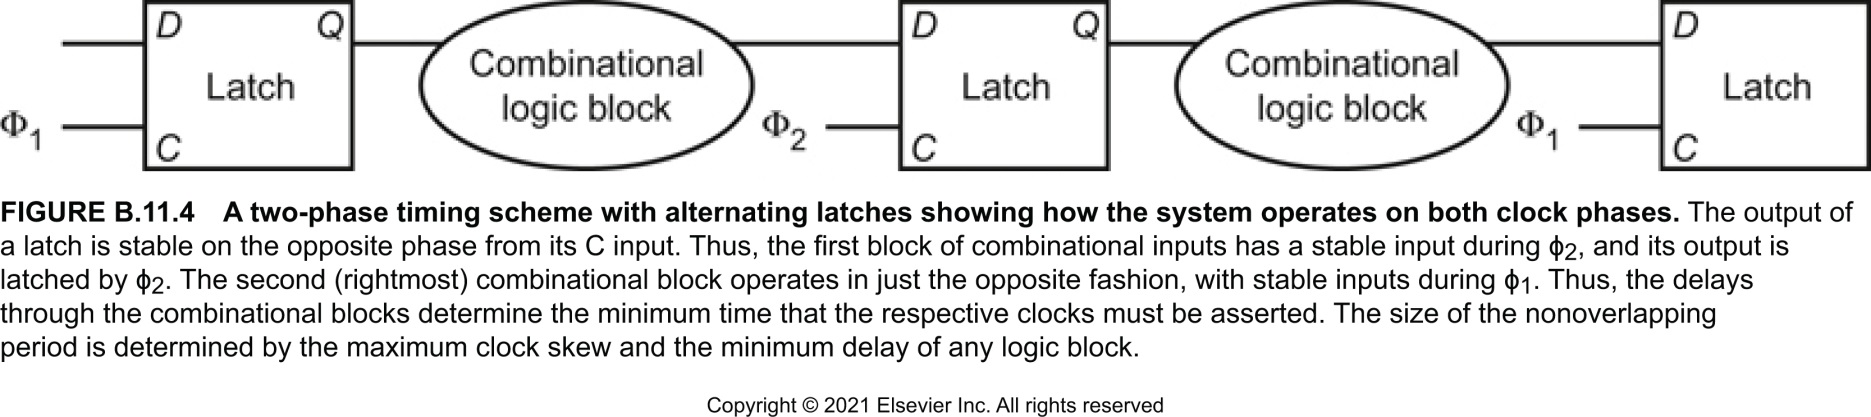 D Q D Q D
Combinational Combinational
Latch Latch Latch
logic block logic block
Φ1 Φ2 Φ1
C C C
FIGURE B.11.4 A two-phase timing scheme with alternating latches showing how the system operates on both clock phases. The output of
a latch is stable on the opposite phase from its C input. Thus, the first block of combinational inputs has a stable input during ϕ2, and its output is
latched by ϕ2. The second (rightmost) combinational block operates in just the opposite fashion, with stable inputs during ϕ1. Thus, the delays
through the combinational blocks determine the minimum time that the respective clocks must be asserted. The size of the nonoverlapping
period is determined by the maximum clock skew and the minimum delay of any logic block.
Copyright © 2021 Elsevier Inc. All rights reserved